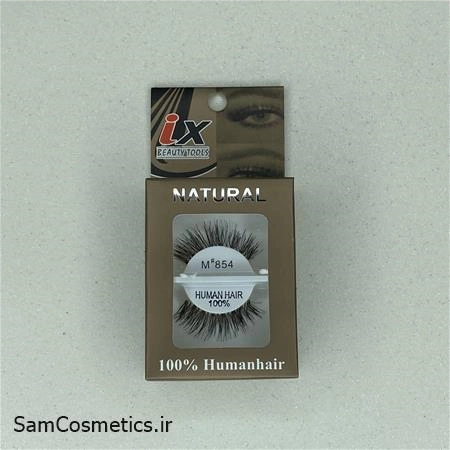 ix
BEAUTY TOOLS
NATURAL
M#854
HUMAN HAIR
100%
100% Humanhair
SamCosmetics.ir